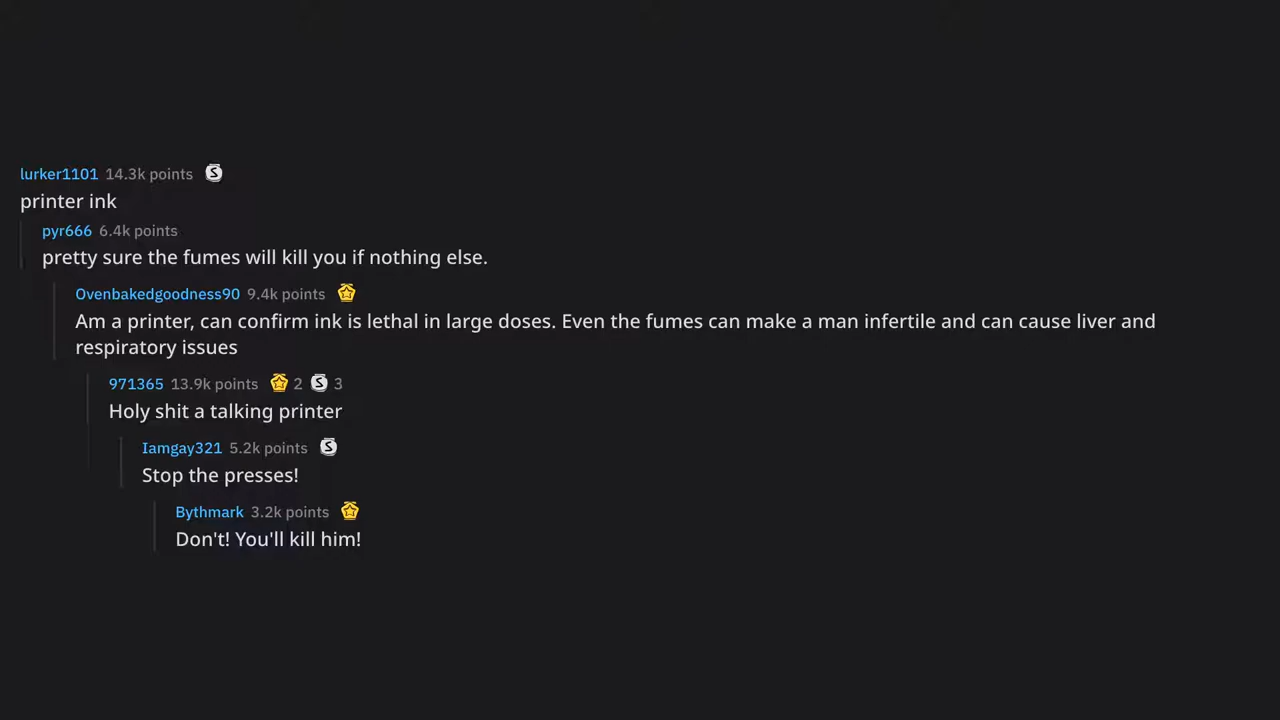 lurker1101 14.3k points
printer ink
pyr666 6.4k points
pretty sure the fumes will kill you if nothing else.
Ovenbakedgoodness90 9.4k points
Am a printer, can confirm ink is lethal in large doses. Even the fumes can make a man infertile and can cause liver and
respiratory issues
971365 13.9k points 2 S 3
Holy shit a talking printer
Iamgay321 5.2k points S
Stop the presses!
Bythmark 3.2k points
Don't! You'll kill him!